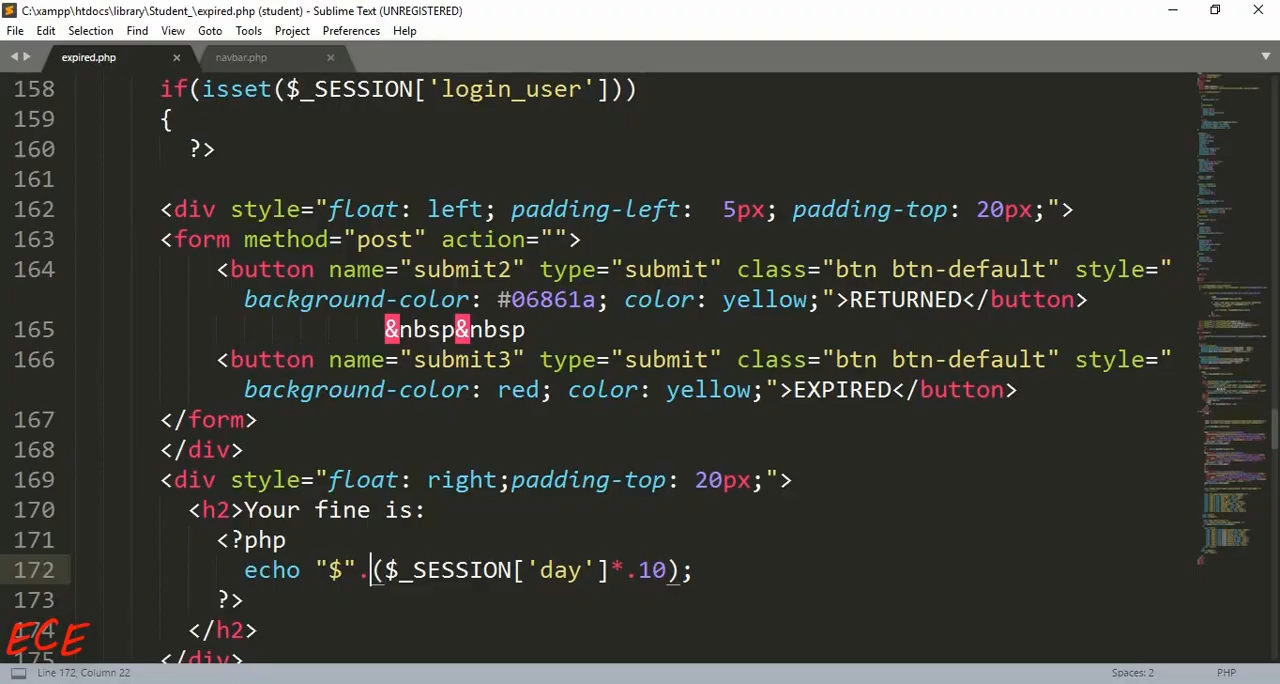 C:\xampp\htdocs\library\Student_\expired.php (student) - Sublime Text (UNREGISTERED)
File Edit Selection Find View Goto Tools Project Preferences Help
expired.php navbar.php
158 if(isset($_SESSION['login_user']))
159 {
160 ?>
161
162 <div style="float: left; padding-left:  5px; padding-top: 20px;">
163 <form method="post" action="">
164 <button name="submit2" type="submit" class="btn btn-default" style="
background-color: #06861a; color: yellow;">RETURNED</button>
165 &nbsp&nbsp
166 <button name="submit3" type="submit" class="btn btn-default" style="
background-color: red; color: yellow;">EXPIRED</button>
167 </form>
168 </div>
169 <div style="float: right;padding-top: 20px;">
170 <h2>Your fine is:
171 <?php
172 echo "$".($_SESSION['day']*.10);
173 ?>
174 </h2>
175 </div>
ECE
Line 172, Column 22 Spaces: 2 PHP